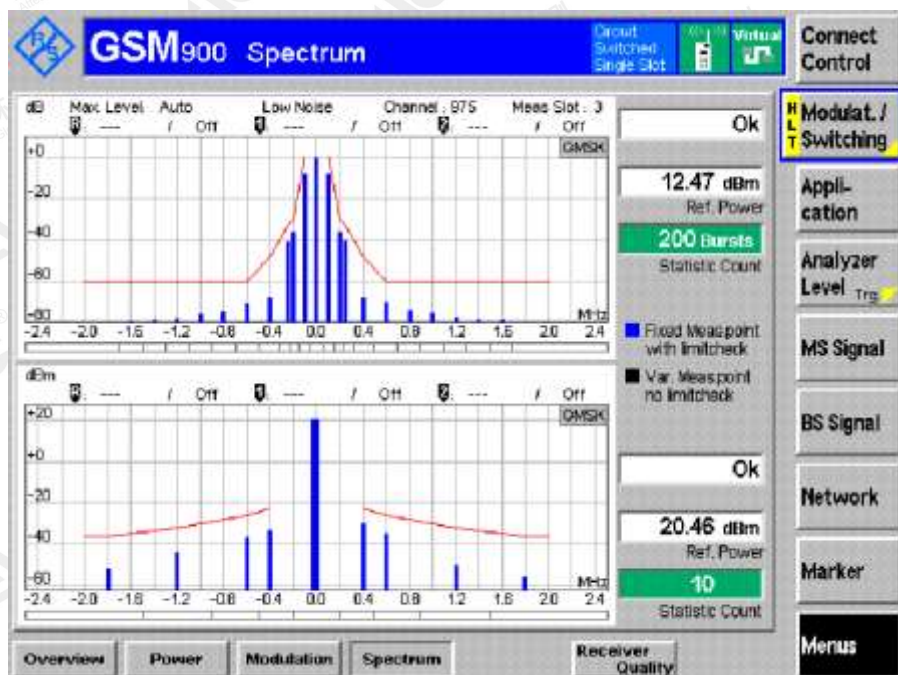 GSM900 Spectrum
Circuit Switched Single Slot
Virtual
Connect Control
dB Max. Level Auto Low Noise Channel : 975 Meas Slot : 3
--- / Off --- / Off --- / Off
GMSK
+0
-20
-40
-60
-80
MHz
-2.4 -2.0 -1.6 -1.2 -0.8 -0.4 0.0 0.4 0.8 1.2 1.6 2.0 2.4
Ok
12.47 dBm
Ref. Power
200 Bursts
Statistic Count
Fixed Measpoint with limitcheck
Var. Measpoint no limitcheck
dBm
--- / Off --- / Off --- / Off
GMSK
+20
+0
-20
-40
-60
MHz
-2.4 -2.0 -1.6 -1.2 -0.8 -0.4 0.0 0.4 0.8 1.2 1.6 2.0 2.4
Ok
20.46 dBm
Ref. Power
10
Statistic Count
HLT
Modulat. / Switching
Appli- cation
Analyzer Level Trg
MS Signal
BS Signal
Network
Marker
Menus
Overview Power Modulation Spectrum Receiver Quality